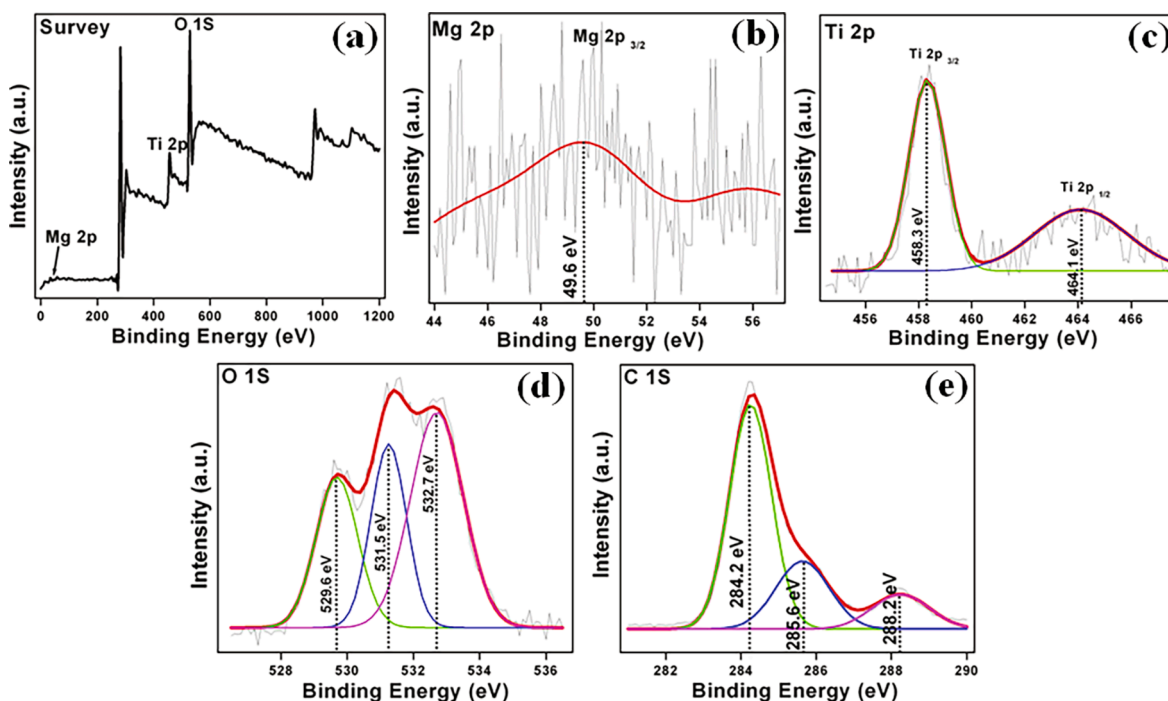 Survey
O 1S
(a)
Ti 2p
Mg 2p
Intensity (a.u.)
0 200 400 600 800 1000 1200
Binding Energy (eV)
Mg 2p
Mg 2p 3/2
(b)
Intensity (a.u.)
49.6 eV
44 46 48 50 52 54 56
Binding Energy (eV)
Ti 2p
Ti 2p 3/2
(c)
Intensity (a.u.)
Ti 2p 1/2
458.3 eV
464.1 eV
456 458 460 462 464 466
Binding Energy (eV)
O 1S
(d)
Intensity (a.u.)
529.6 eV
531.5 eV
532.7 eV
528 530 532 534 536
Binding Energy (eV)
C 1S
(e)
Intensity (a.u.)
284.2 eV
285.6 eV
288.2 eV
282 284 286 288 290
Binding Energy (eV)